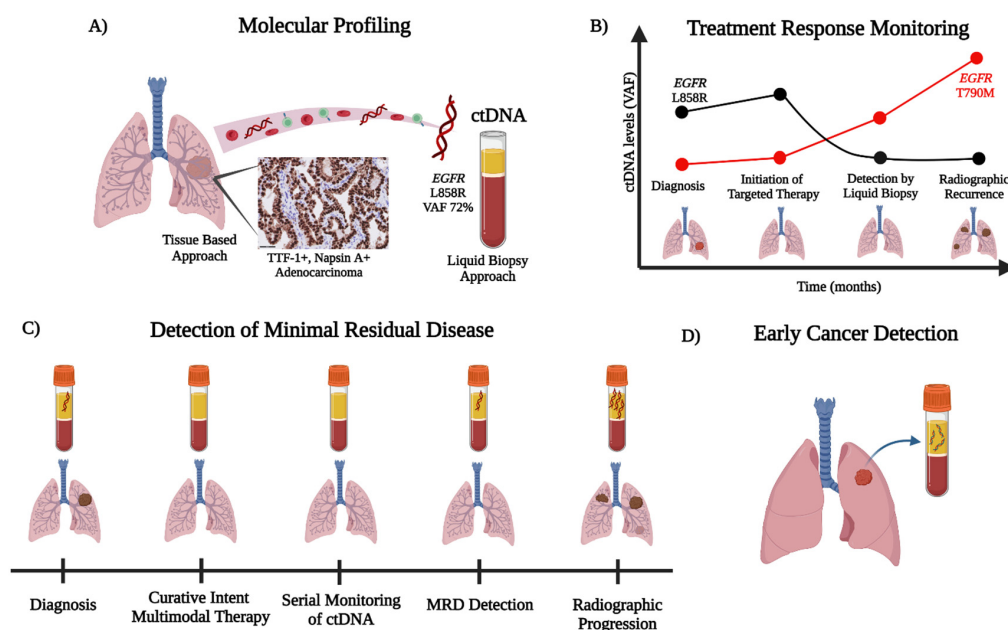 A)
Molecular Profiling
ctDNA
EGFR
L858R
VAF 72%
Tissue Based
Approach
TTF-1+, Napsin A+
Adenocarcinoma
Liquid Biopsy
Approach
B)
Treatment Response Monitoring
ctDNA levels (VAF)
EGFR
L858R
EGFR
T790M
Diagnosis
Initiation of
Targeted Therapy
Detection by
Liquid Biopsy
Radiographic
Recurrence
Time (months)
C)
Detection of Minimal Residual Disease
Diagnosis
Curative Intent
Multimodal Therapy
Serial Monitoring
of ctDNA
MRD Detection
Radiographic
Progression
D)
Early Cancer Detection